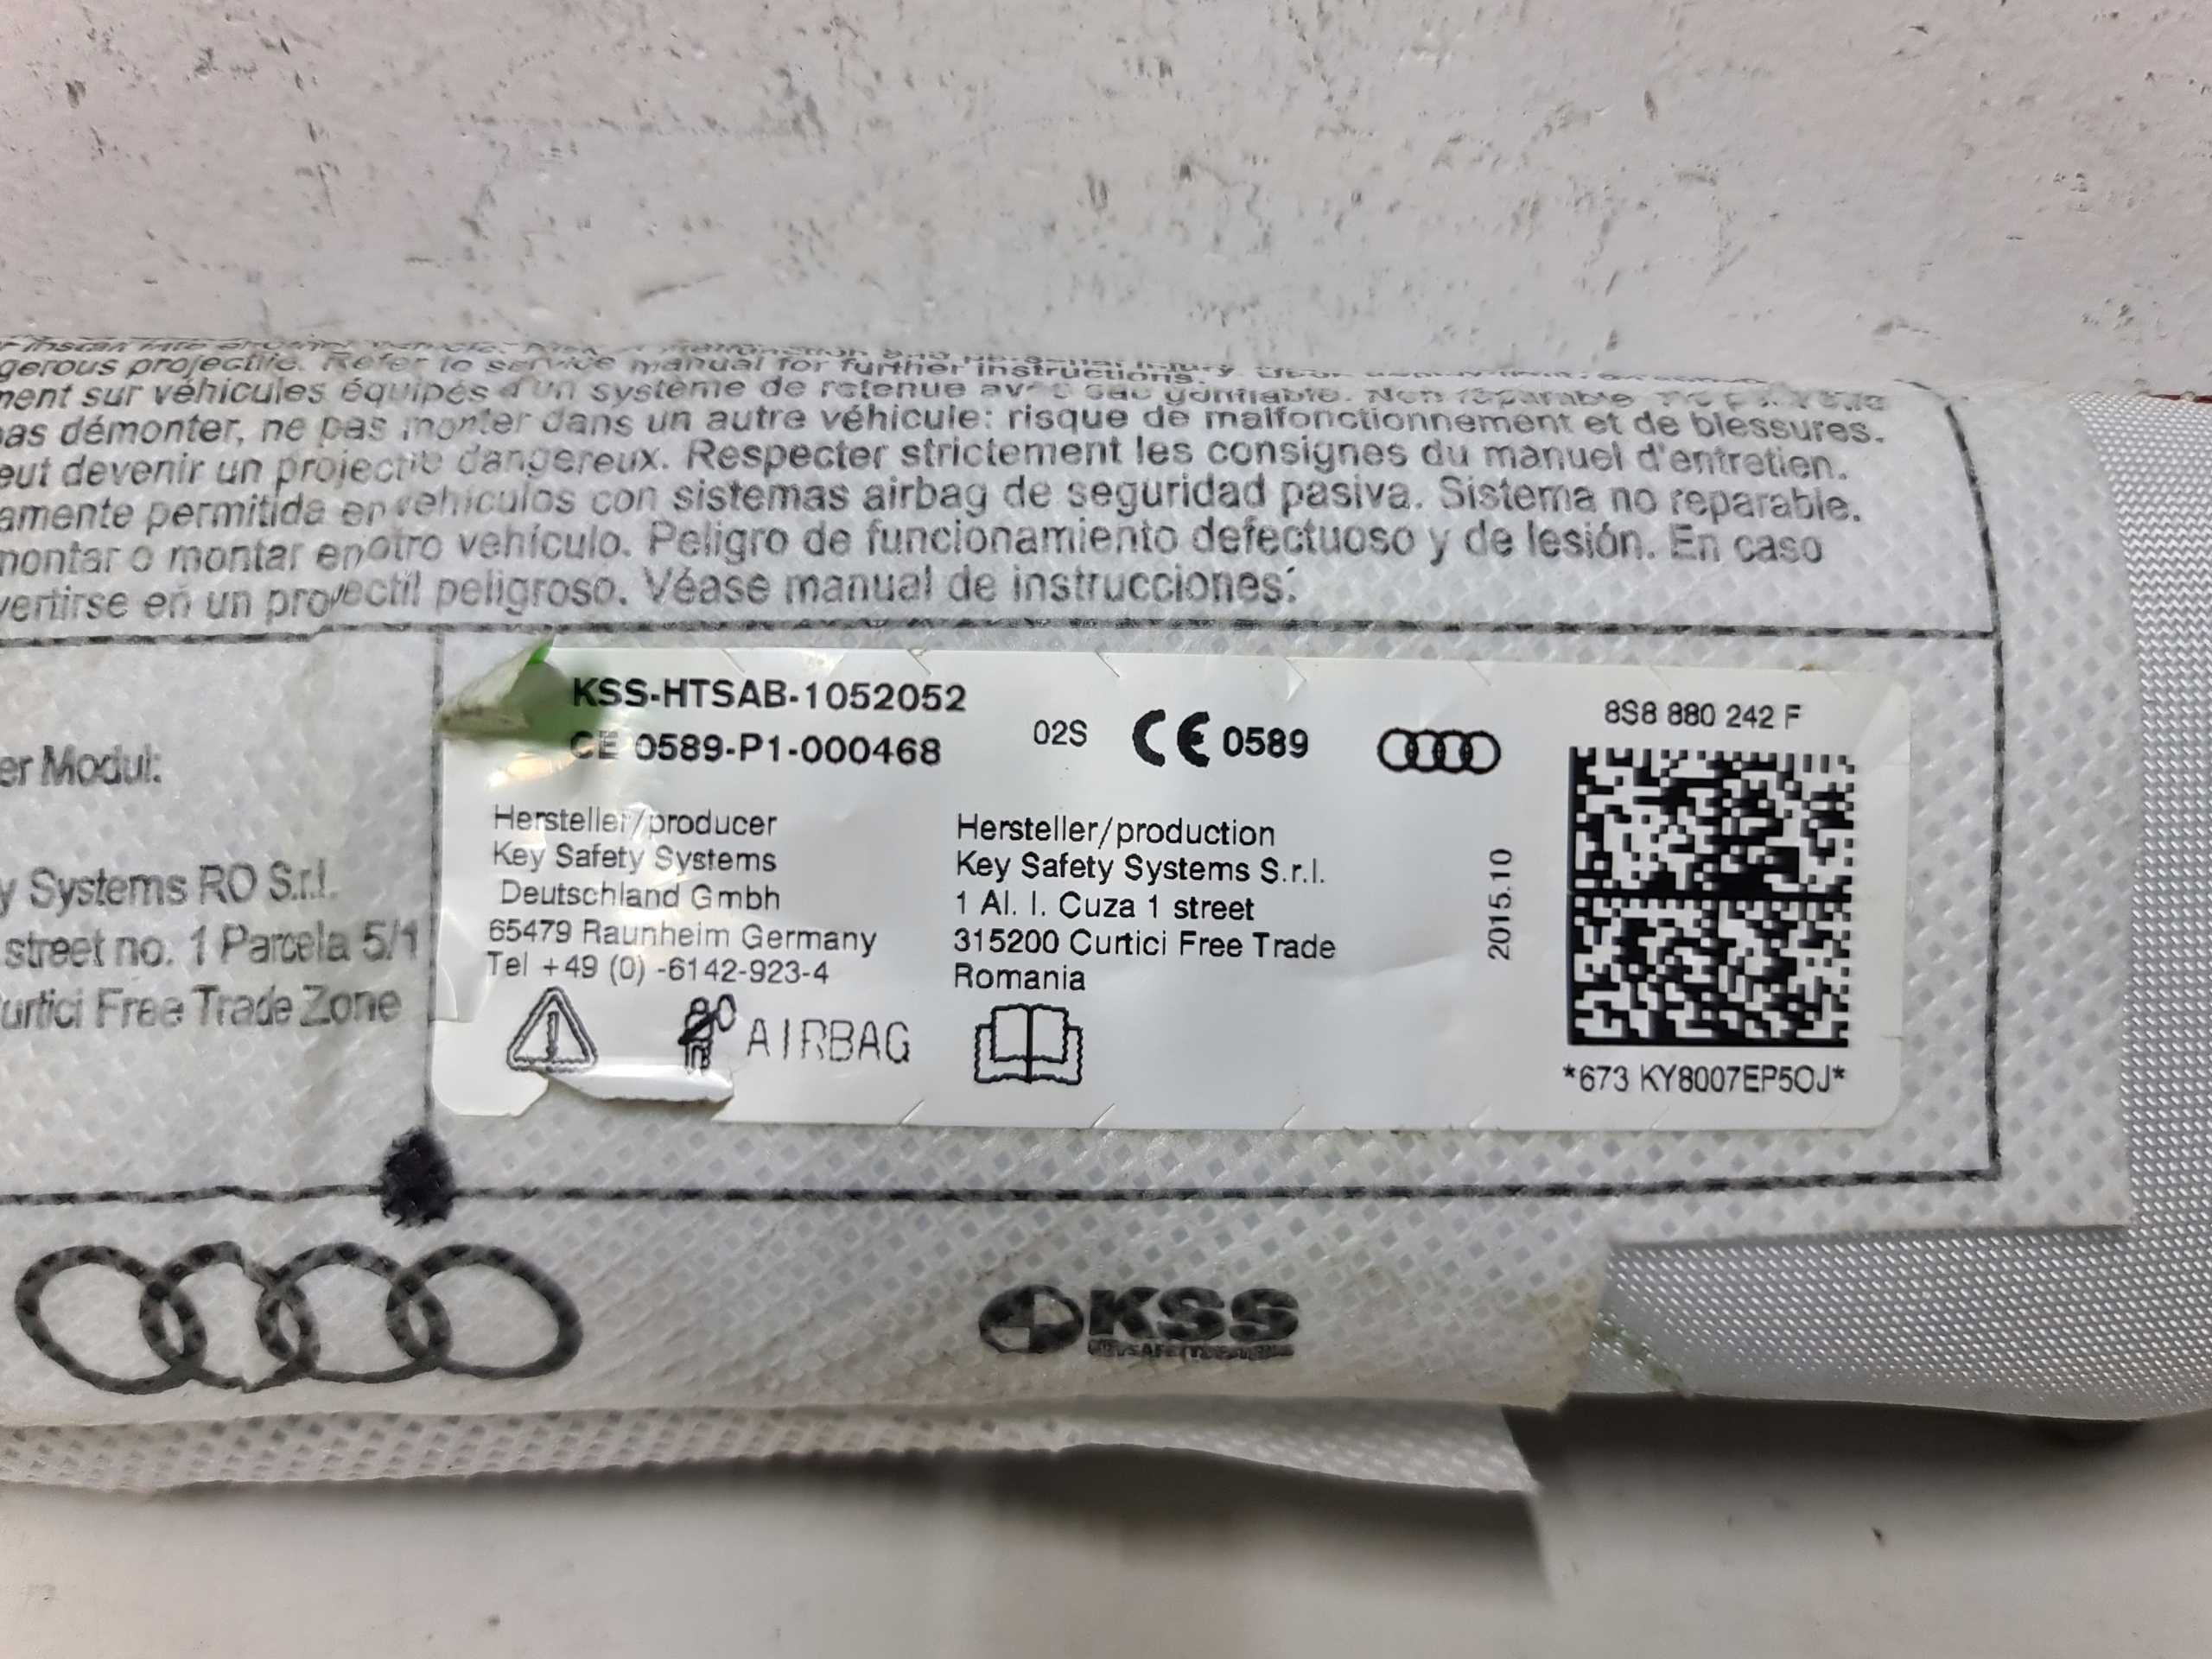 gerous projectile. Refer to service manual for further instructions.
ment sur véhicules équipés d'un système de retenue
pas démonter, ne pas monter dans un autre véhicule: risque de malfonctionnement et de blessures.
eut devenir un projectile dangereux. Respecter strictement les consignes du manuel d'entretien.
amente permitida en vehículos con sistemas airbag de seguridad pasiva. Sistema no reparable.
montar o montar en otro vehículo. Peligro de funcionamiento defectuoso y de lesión. En caso
vertirse en un proyectil peligroso. Véase manual de instrucciones.
er Modul:
y Systems RO S.r.l.
street no. 1 Parcela 5/1
urtici Free Trade Zone
KSS-HTSAB-1052052
CE 0589-P1-000468
02S
CE 0589
8S8 880 242 F
Hersteller/producer
Key Safety Systems
Deutschland Gmbh
65479 Raunheim Germany
Tel +49 (0) -6142-923-4
AIRBAG
Hersteller/production
Key Safety Systems S.r.l.
1 Al. I. Cuza 1 street
315200 Curtici Free Trade
Romania
2015.10
*673 KY8007EP5OJ*
KSS
KEYSAFETYSYSTEMS